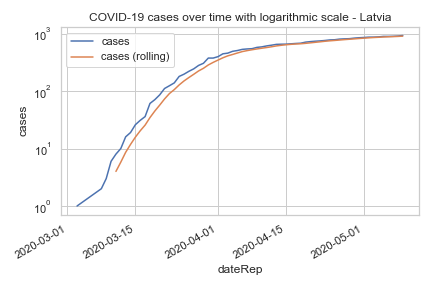 COVID-19 cases over time with logarithmic scale - Latvia
cases
cases (rolling)
10³
10²
10¹
10⁰
cases
2020-03-01
2020-03-15
2020-04-01
2020-04-15
2020-05-01
dateRep